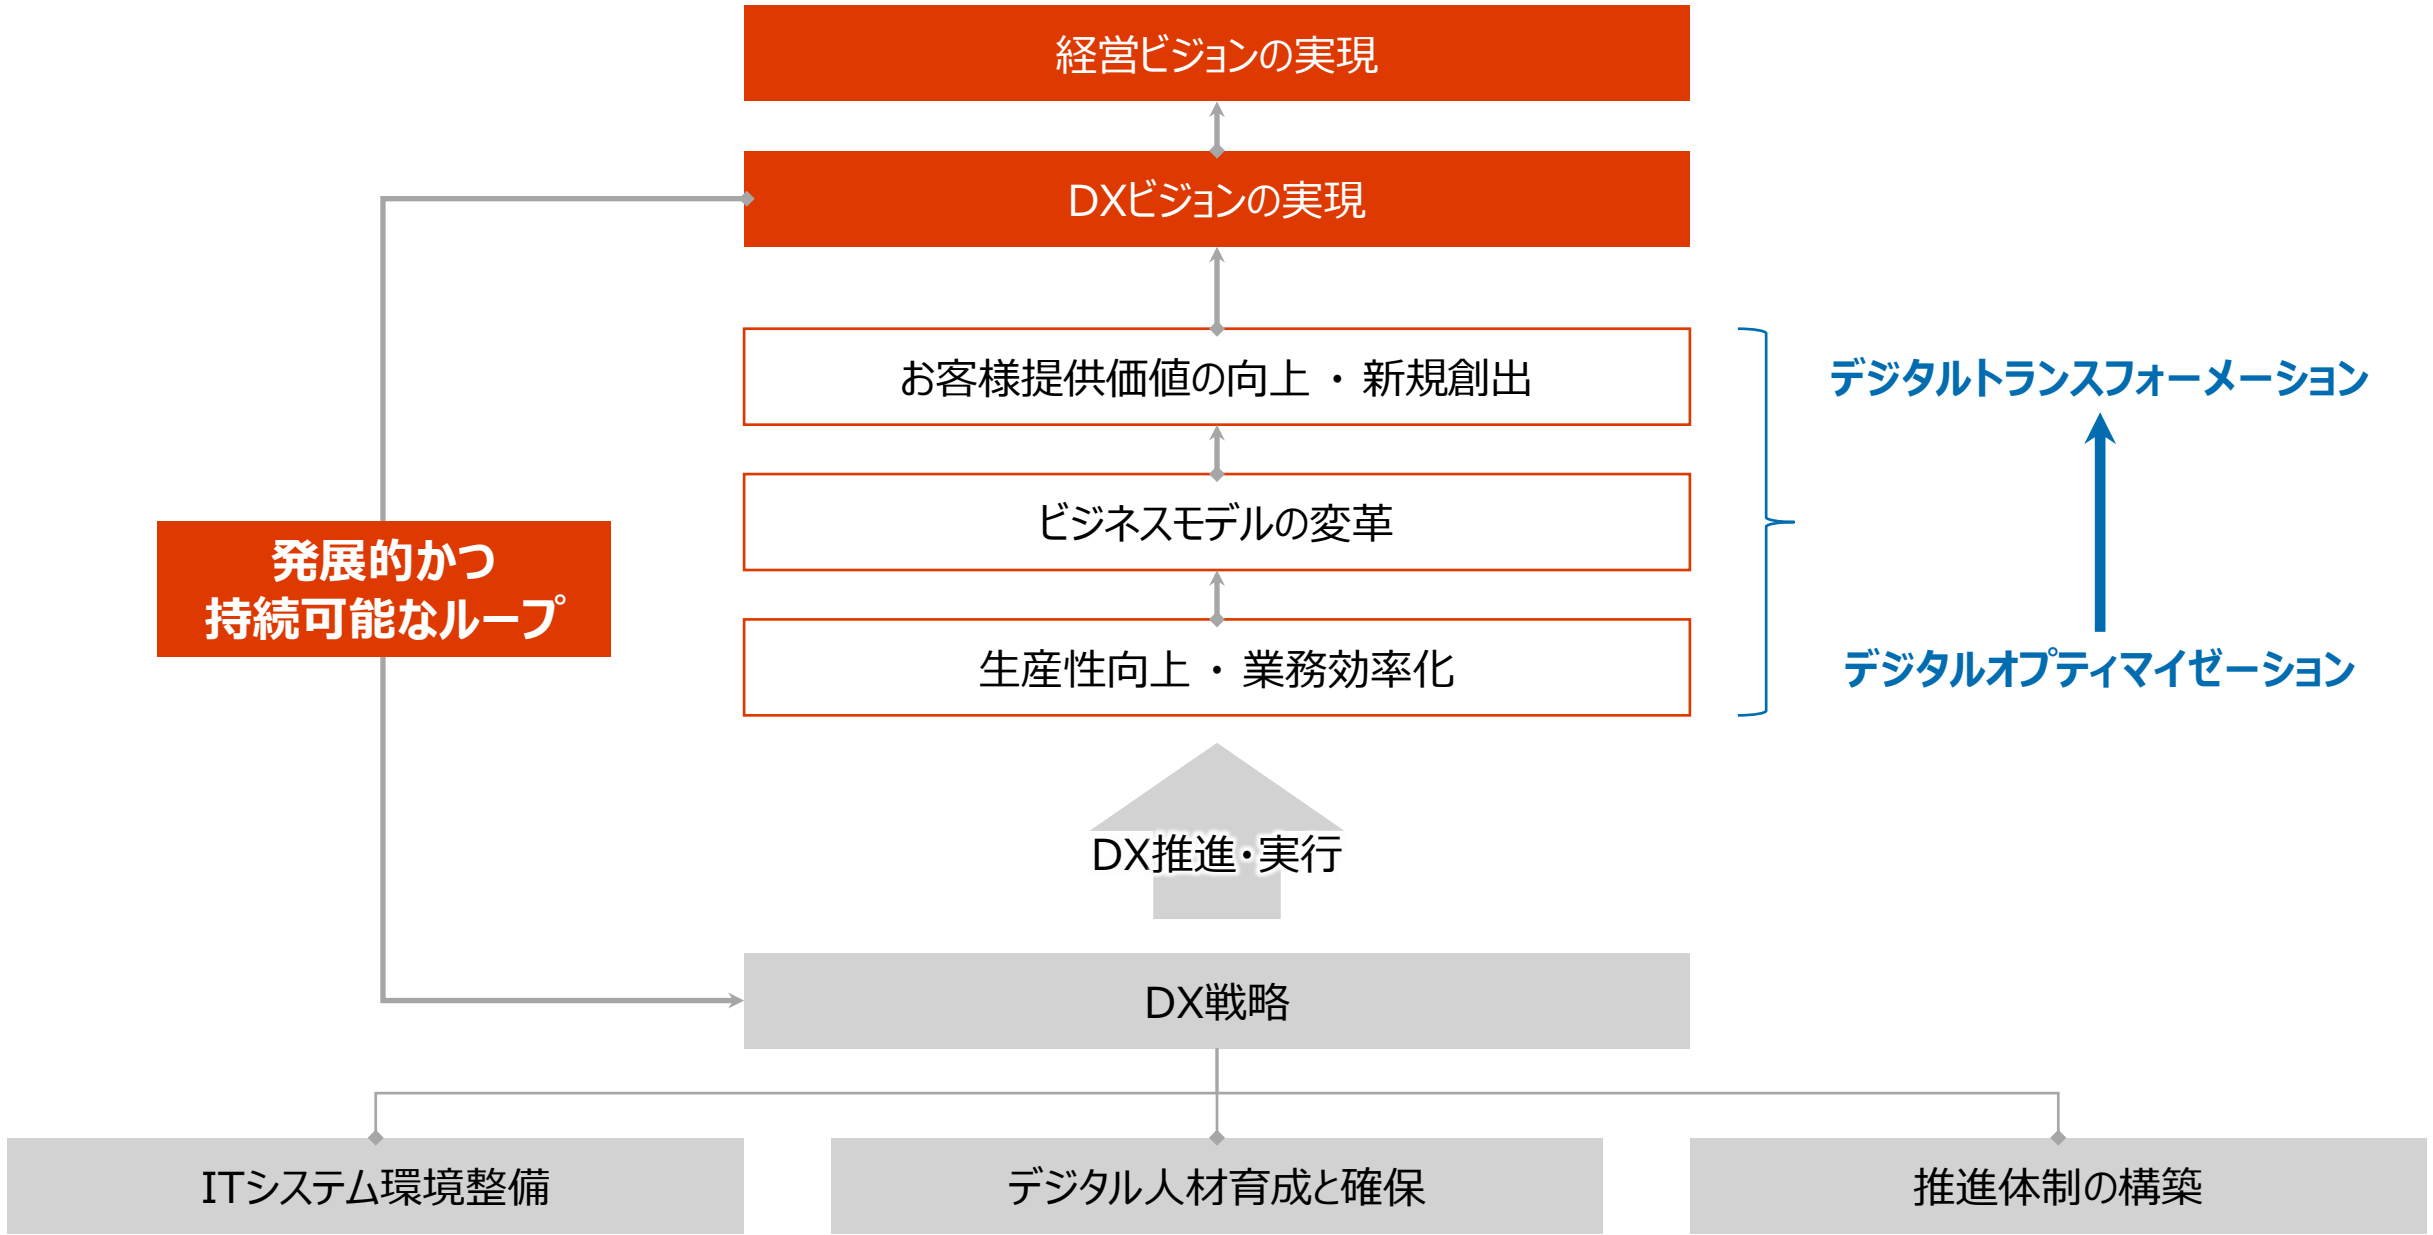 経営ビジョンの実現
DXビジョンの実現
お客様提供価値の向上 ・ 新規創出
デジタルトランスフォーメーション
ビジネスモデルの変革
発展的かつ
持続可能なループ
生産性向上 ・ 業務効率化
デジタルオプティマイゼーション
DX推進・実行
DX戦略
ITシステム環境整備
デジタル人材育成と確保
推進体制の構築